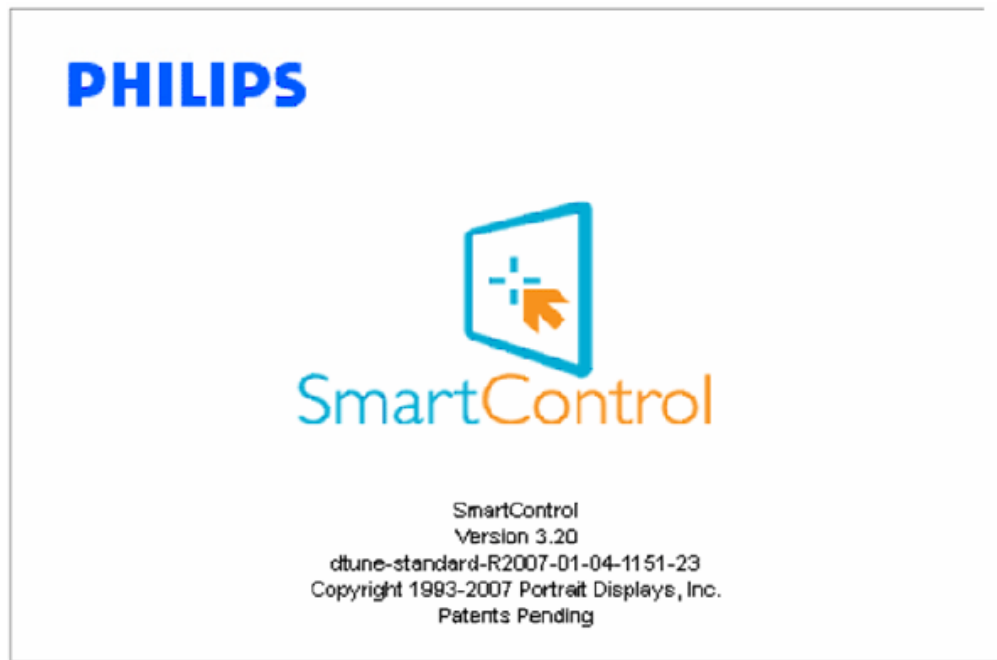 PHILIPS
SmartControl
SmartControl
Version 3.20
dtune-standard-R2007-01-04-1151-23
Copyright 1993-2007 Portrait Displays, Inc.
Patents Pending